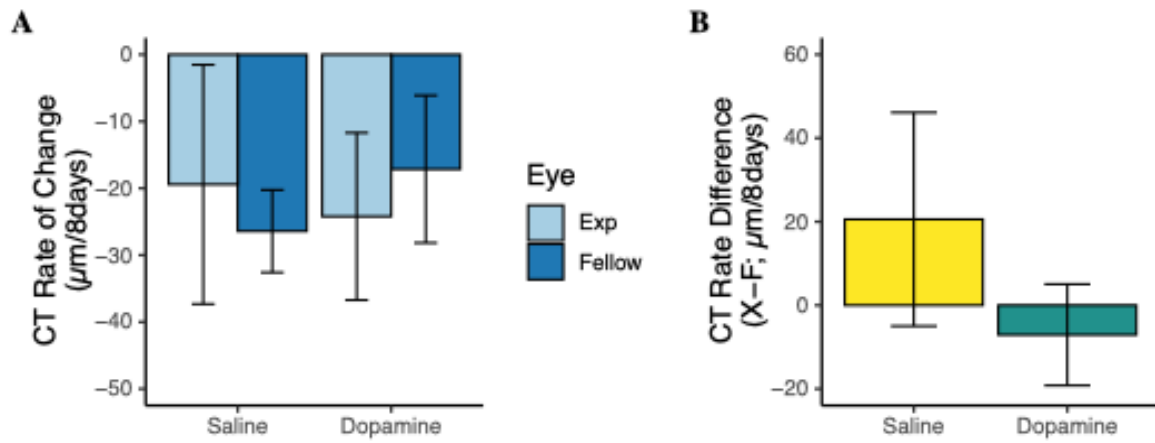 A
CT Rate of Change
(µm/8days)
0
−10
−20
−30
−40
−50
Saline
Dopamine
Eye
Exp
Fellow
B
CT Rate Difference
(X−F; µm/8days)
60
40
20
0
−20
Saline
Dopamine